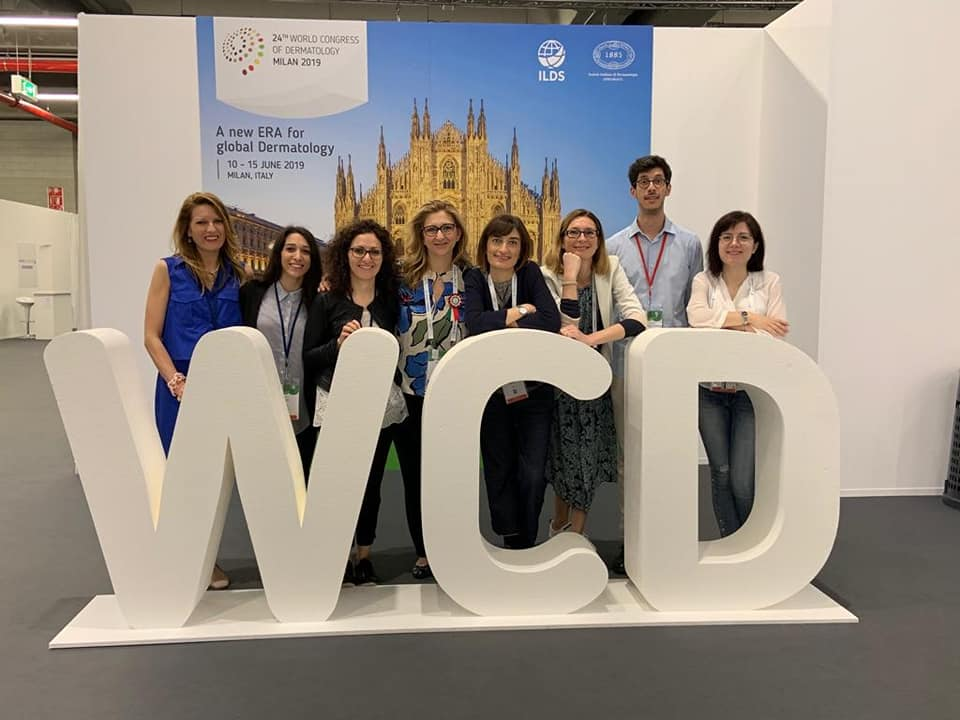 24TH WORLD CONGRESS
OF DERMATOLOGY
MILAN 2019
ILDS
1885
A new ERA for
global Dermatology
10 – 15 JUNE 2019
MILAN, ITALY
WCD